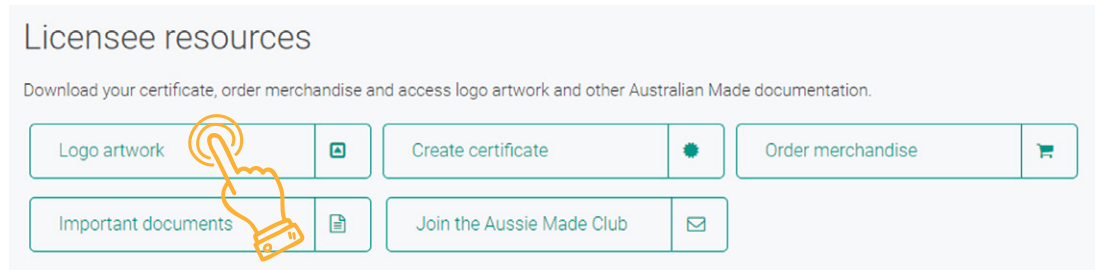 Licensee resources
Download your certificate, order merchandise and access logo artwork and other Australian Made documentation.
Logo artwork
Create certificate
Order merchandise
Important documents
Join the Aussie Made Club